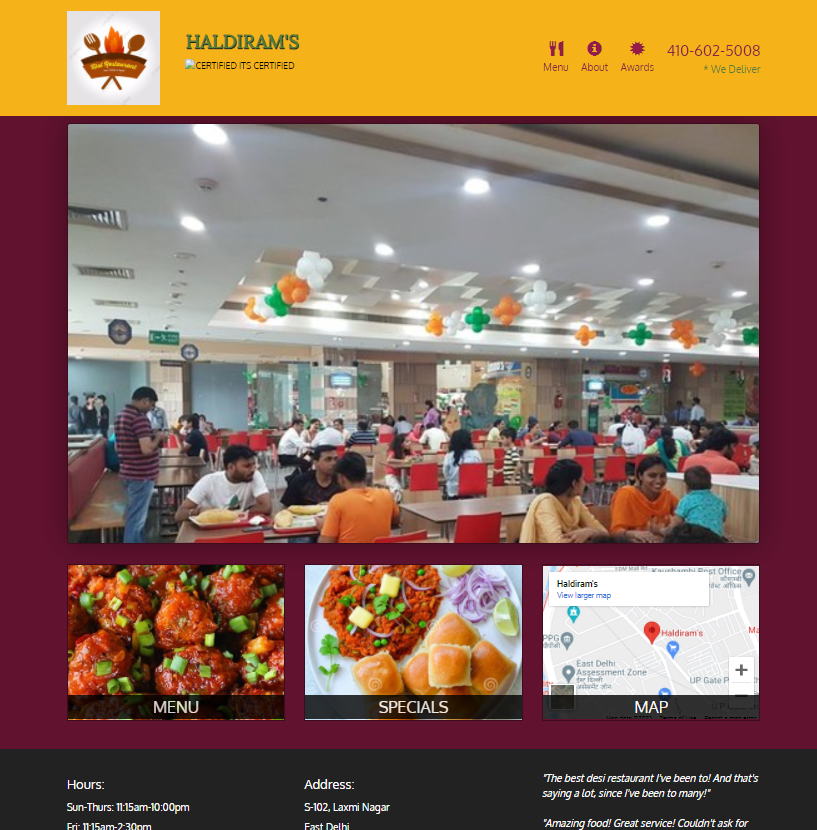 HALDIRAM'S
CERTIFIED ITS CERTIFIED
Menu
About
Awards
410-602-5008
* We Deliver
MENU
SPECIALS
Haldiram's
View larger map
Haldiram's
PPG
East Delhi
Assessment Zone
UP Gate
MAP
Hours:
Sun-Thurs: 11:15am-10:00pm
Fri: 11:15am-2:30pm
Address:
S-102, Laxmi Nagar
East Delhi
"The best desi restaurant I've been to! And that's
saying a lot, since I've been to many!"
"Amazing food! Great service! Couldn't ask for